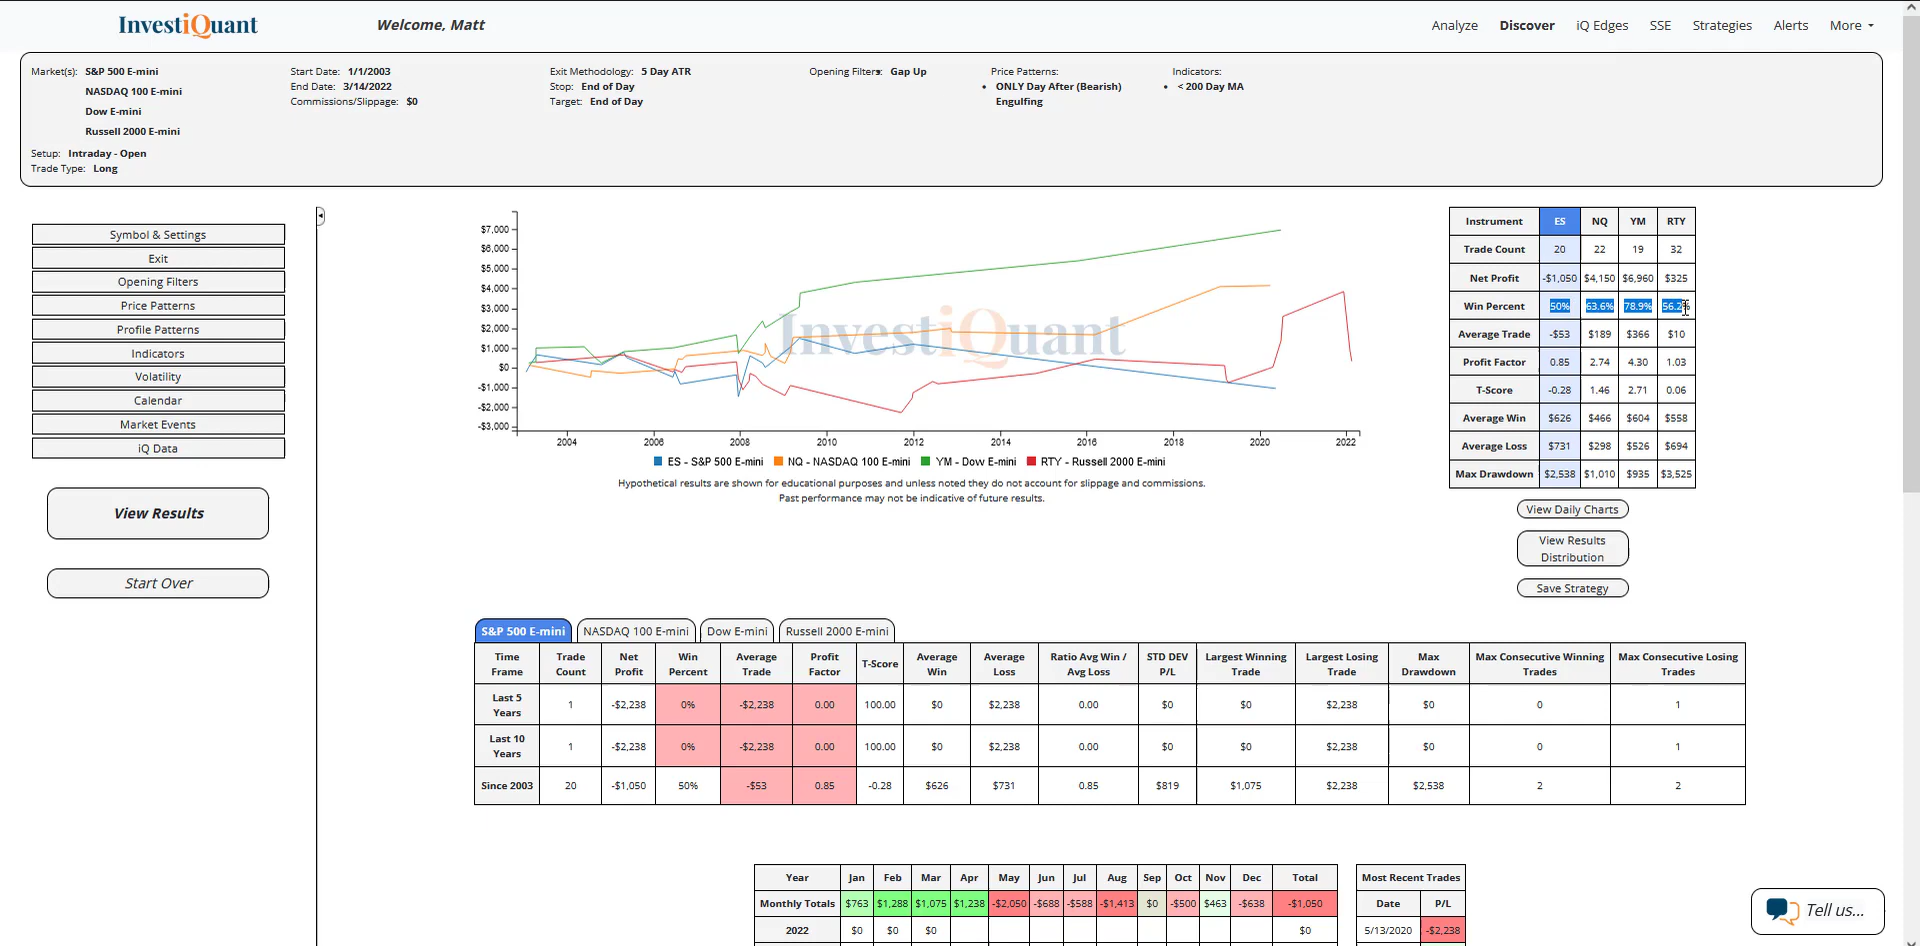 InvestiQuant
Welcome, Matt
Analyze Discover iQ Edges SSE Strategies Alerts More
Market(s): S&P 500 E-mini
NASDAQ 100 E-mini
Dow E-mini
Russell 2000 E-mini
Setup: Intraday - Open
Trade Type: Long
Start Date: 1/1/2003
End Date: 3/14/2022
Commissions/Slippage: $0
Exit Methodology: 5 Day ATR
Stop: End of Day
Target: End of Day
Opening Filters: Gap Up
Price Patterns:
• ONLY Day After (Bearish)
Engulfing
Indicators:
• < 200 Day MA
Symbol & Settings
Exit
Opening Filters
Price Patterns
Profile Patterns
Indicators
Volatility
Calendar
Market Events
iQ Data
View Results
Start Over
$7,000
$6,000
$5,000
$4,000
$3,000
$2,000
$1,000
$0
-$1,000
-$2,000
-$3,000
InvestiQuant
2004 2006 2008 2010 2012 2014 2016 2018 2020 2022
ES - S&P 500 E-mini NQ - NASDAQ 100 E-mini YM - Dow E-mini RTY - Russell 2000 E-mini
Hypothetical results are shown for educational purposes and unless noted they do not account for slippage and commissions.
Past performance may not be indicative of future results.
Instrument ES NQ YM RTY
Trade Count 20 22 19 32
Net Profit -$1,050 $4,150 $6,960 $325
Win Percent 50% 63.6% 78.9% 56.2%
Average Trade -$53 $189 $366 $10
Profit Factor 0.85 2.74 4.30 1.03
T-Score -0.28 1.46 2.71 0.06
Average Win $626 $466 $604 $558
Average Loss $731 $298 $526 $694
Max Drawdown $2,538 $1,010 $935 $3,525
View Daily Charts
View Results
Distribution
Save Strategy
S&P 500 E-mini NASDAQ 100 E-mini Dow E-mini Russell 2000 E-mini
Time Trade Net Win Average Profit T-Score Average Average Ratio Avg Win / STD DEV Largest Winning Largest Losing Max Max Consecutive Winning Max Consecutive Losing
Frame Count Profit Percent Trade Factor Win Loss Avg Loss P/L Trade Trade Drawdown Trades Trades
Last 5
Years 1 -$2,238 0% -$2,238 0.00 100.00 $0 $2,238 0.00 $0 $0 $2,238 $0 0 1
Last 10
Years 1 -$2,238 0% -$2,238 0.00 100.00 $0 $2,238 0.00 $0 $0 $2,238 $0 0 1
Since 2003 20 -$1,050 50% -$53 0.85 -0.28 $626 $731 0.85 $819 $1,075 $2,238 $2,538 2 2
Year Jan Feb Mar Apr May Jun Jul Aug Sep Oct Nov Dec Total
Monthly Totals $763 $1,288 $1,075 $1,238 -$2,050 -$688 -$588 -$1,413 $0 -$500 $463 -$638 -$1,050
2022 $0 $0 $0 $0
Most Recent Trades
Date P/L
5/13/2020 -$2,238
Tell us...